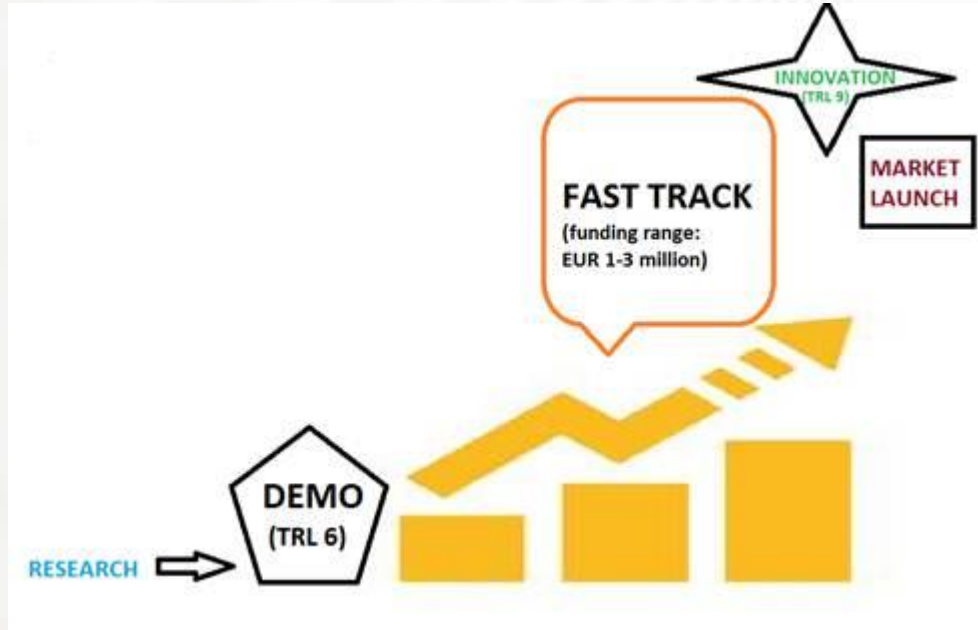 INNOVATION
(TRL 9)
MARKET
LAUNCH
FAST TRACK
(funding range:
EUR 1-3 million)
DEMO
(TRL 6)
RESEARCH